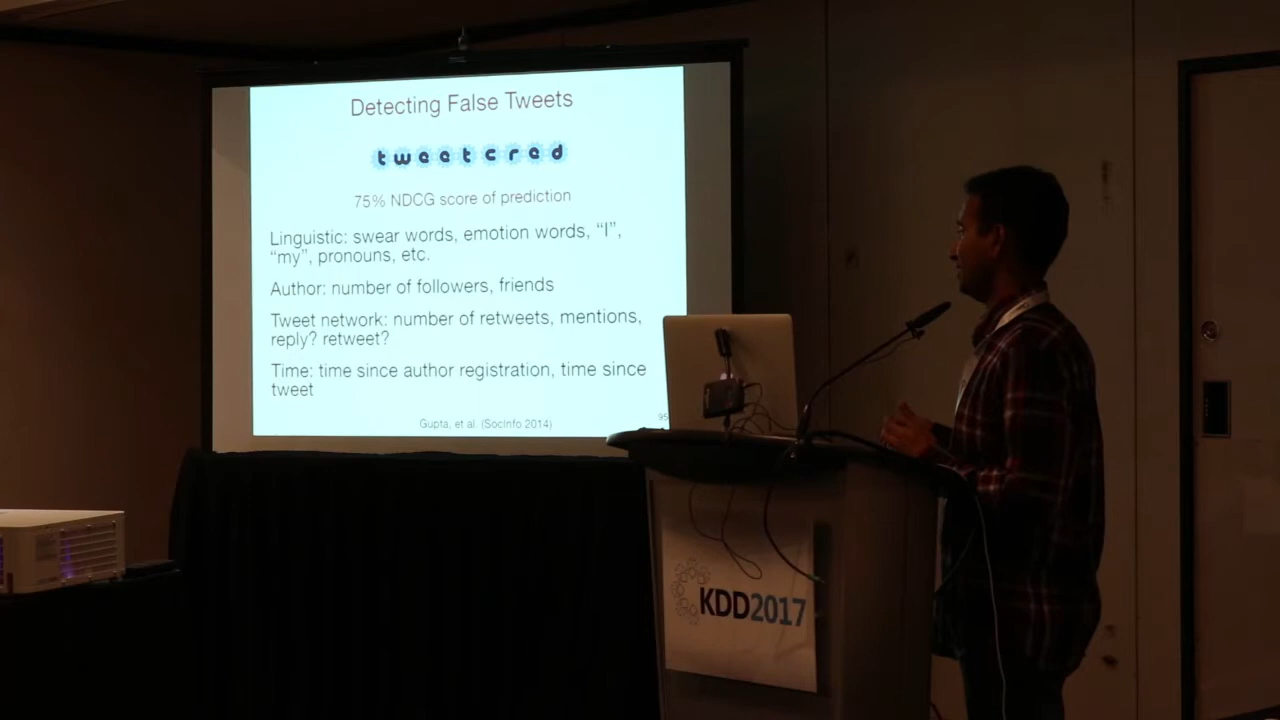 Detecting False Tweets
tweetcred
75% NDCG score of prediction
Linguistic: swear words, emotion words, “I”,
“my”, pronouns, etc.
Author: number of followers, friends
Tweet network: number of retweets, mentions,
reply? retweet?
Time: time since author registration, time since
tweet
Gupta, et al. (SocInfo 2014)
95
KDD2017